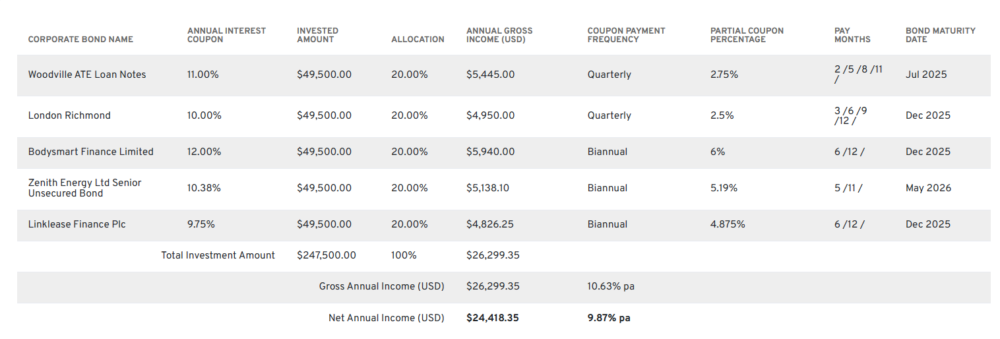 CORPORATE BOND NAME ANNUAL INTEREST COUPON INVESTED AMOUNT ALLOCATION ANNUAL GROSS INCOME (USD) COUPON PAYMENT FREQUENCY PARTIAL COUPON PERCENTAGE PAY MONTHS BOND MATURITY DATE
Woodville ATE Loan Notes 11.00% $49,500.00 20.00% $5,445.00 Quarterly 2.75% 2 /5 /8 /11 / Jul 2025
London Richmond 10.00% $49,500.00 20.00% $4,950.00 Quarterly 2.5% 3 /6 /9 /12 / Dec 2025
Bodysmart Finance Limited 12.00% $49,500.00 20.00% $5,940.00 Biannual 6% 6 /12 / Dec 2025
Zenith Energy Ltd Senior Unsecured Bond 10.38% $49,500.00 20.00% $5,138.10 Biannual 5.19% 5 /11 / May 2026
Linklease Finance Plc 9.75% $49,500.00 20.00% $4,826.25 Biannual 4.875% 6 /12 / Dec 2025
Total Investment Amount $247,500.00 100% $26,299.35
Gross Annual Income (USD) $26,299.35 10.63% pa
Net Annual Income (USD) $24,418.35 9.87% pa